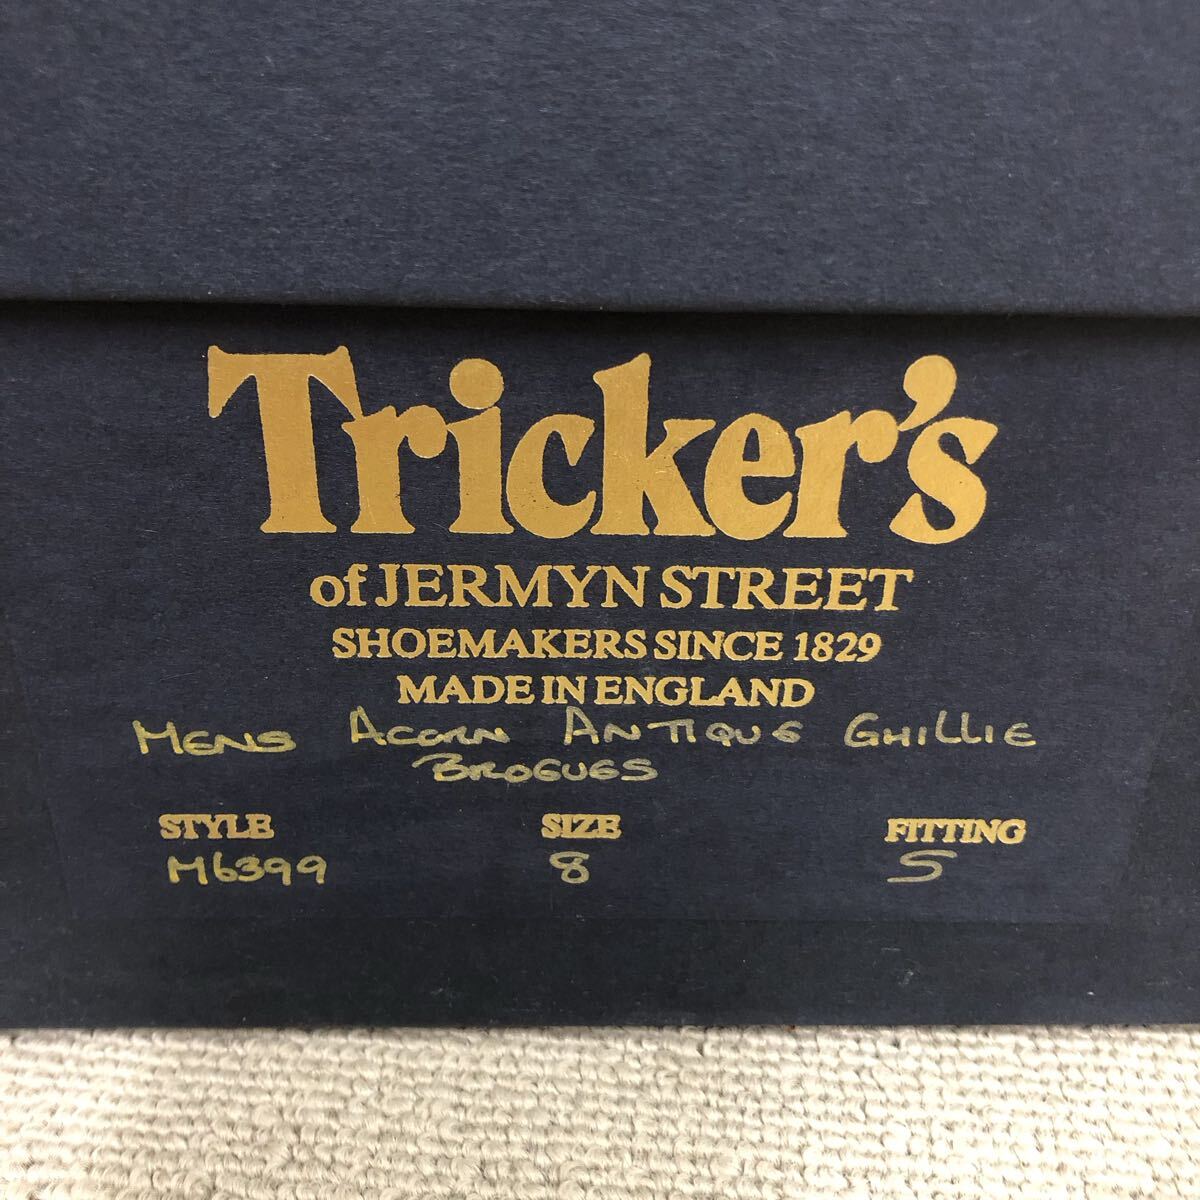 Tricker's
of JERMYN STREET
SHOEMAKERS SINCE 1829
MADE IN ENGLAND
MENS ACORN ANTIQUE GHILLIE
BROGUES
STYLE SIZE FITTING
M6399 8 5